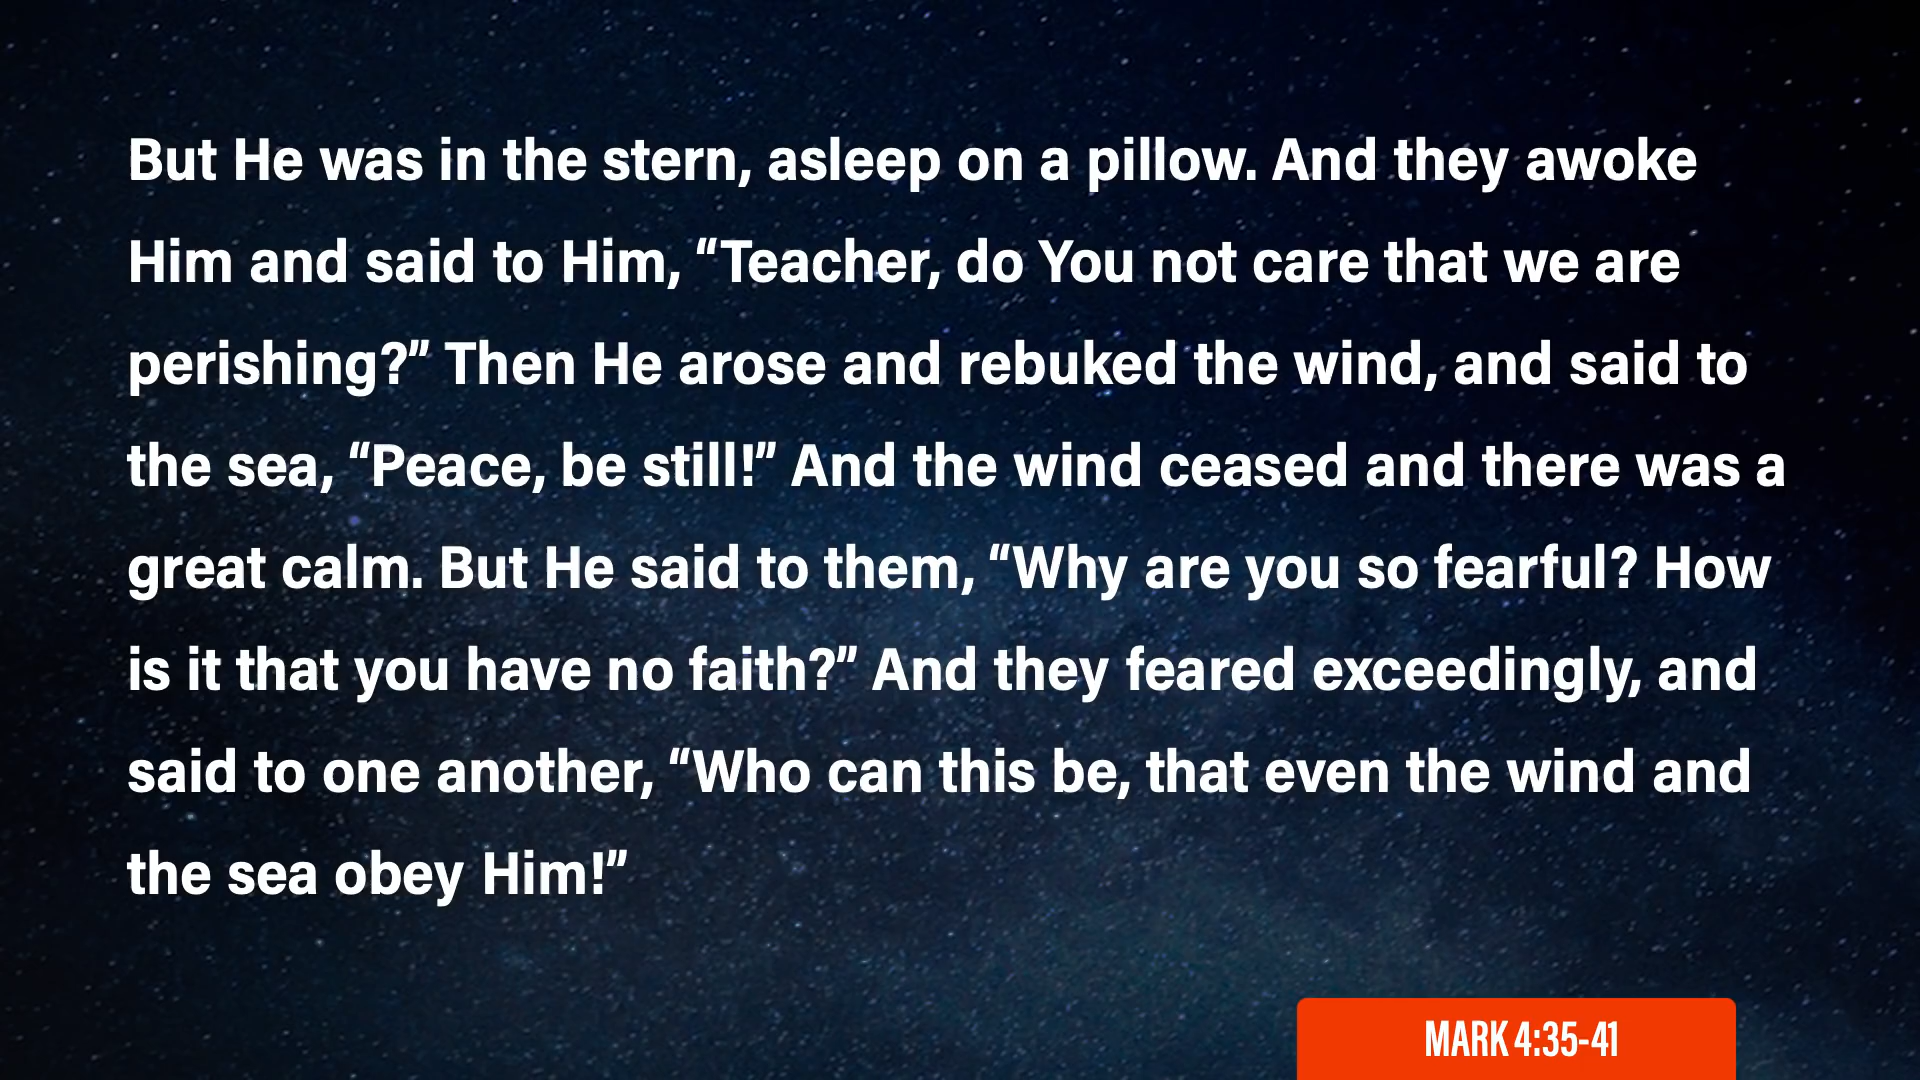 But He was in the stern, asleep on a pillow. And they awoke
Him and said to Him, “Teacher, do You not care that we are
perishing?” Then He arose and rebuked the wind, and said to
the sea, “Peace, be still!” And the wind ceased and there was a
great calm. But He said to them, “Why are you so fearful? How
is it that you have no faith?” And they feared exceedingly, and
said to one another, “Who can this be, that even the wind and
the sea obey Him!”
MARK 4:35-41